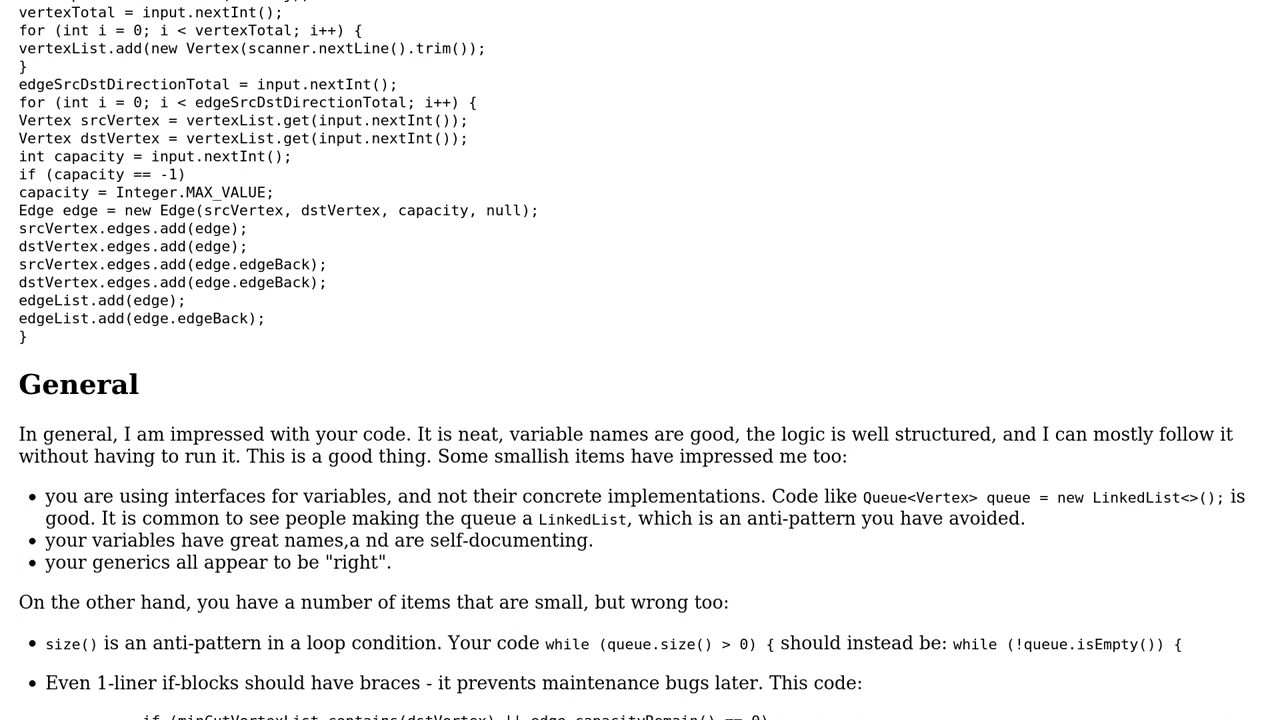 vertexTotal = input.nextInt();
for (int i = 0; i < vertexTotal; i++) {
vertexList.add(new Vertex(scanner.nextLine().trim());
}
edgeSrcDstDirectionTotal = input.nextInt();
for (int i = 0; i < edgeSrcDstDirectionTotal; i++) {
Vertex srcVertex = vertexList.get(input.nextInt());
Vertex dstVertex = vertexList.get(input.nextInt());
int capacity = input.nextInt();
if (capacity == -1)
capacity = Integer.MAX_VALUE;
Edge edge = new Edge(srcVertex, dstVertex, capacity, null);
srcVertex.edges.add(edge);
dstVertex.edges.add(edge);
srcVertex.edges.add(edge.edgeBack);
dstVertex.edges.add(edge.edgeBack);
edgeList.add(edge);
edgeList.add(edge.edgeBack);
}
General
In general, I am impressed with your code. It is neat, variable names are good, the logic is well structured, and I can mostly follow it
without having to run it. This is a good thing. Some smallish items have impressed me too:
• you are using interfaces for variables, and not their concrete implementations. Code like Queue<Vertex> queue = new LinkedList<>(); is
good. It is common to see people making the queue a LinkedList, which is an anti-pattern you have avoided.
• your variables have great names,a nd are self-documenting.
• your generics all appear to be "right".
On the other hand, you have a number of items that are small, but wrong too:
• size() is an anti-pattern in a loop condition. Your code while (queue.size() > 0) { should instead be: while (!queue.isEmpty()) {
• Even 1-liner if-blocks should have braces - it prevents maintenance bugs later. This code:
if (minCutVertexList.contains(dstVertex) || edge.capacityRemain() == 0)